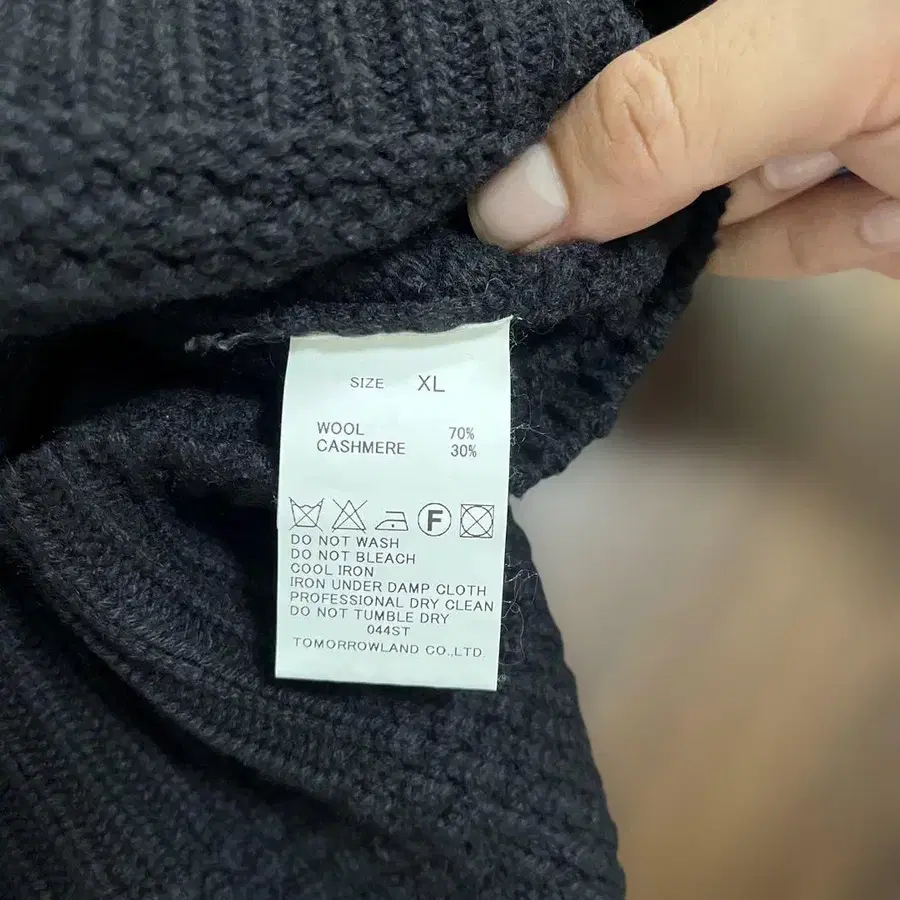 SIZE XL
WOOL 70%
CASHMERE 30%
F
DO NOT WASH
DO NOT BLEACH
COOL IRON
IRON UNDER DAMP CLOTH
PROFESSIONAL DRY CLEAN
DO NOT TUMBLE DRY
044ST
TOMORROWLAND CO.,LTD.